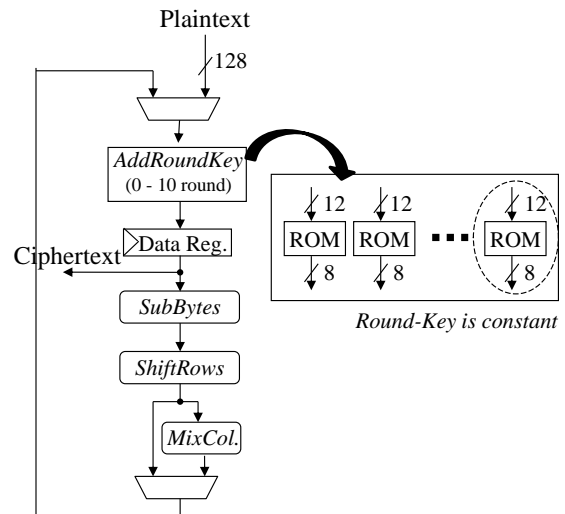 Plaintext
128
AddRoundKey
(0 - 10 round)
12 12 12
ROM ROM ROM
8 8 8
Data Reg.
Ciphertext
SubBytes
Round-Key is constant
ShiftRows
MixCol.